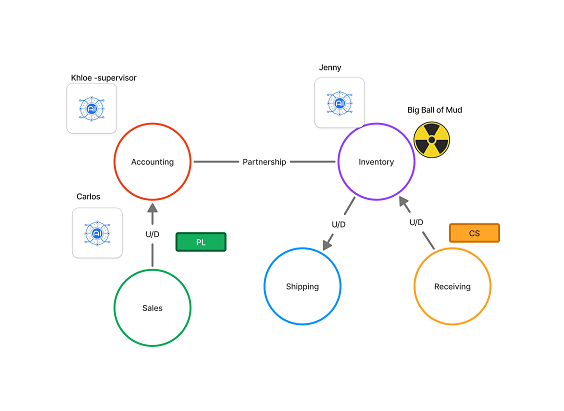 Jenny
Khloe -supervisor
Big Ball of Mud
Accounting
Partnership
Inventory
Carlos
U/D
PL
U/D
U/D
CS
Sales
Shipping
Receiving